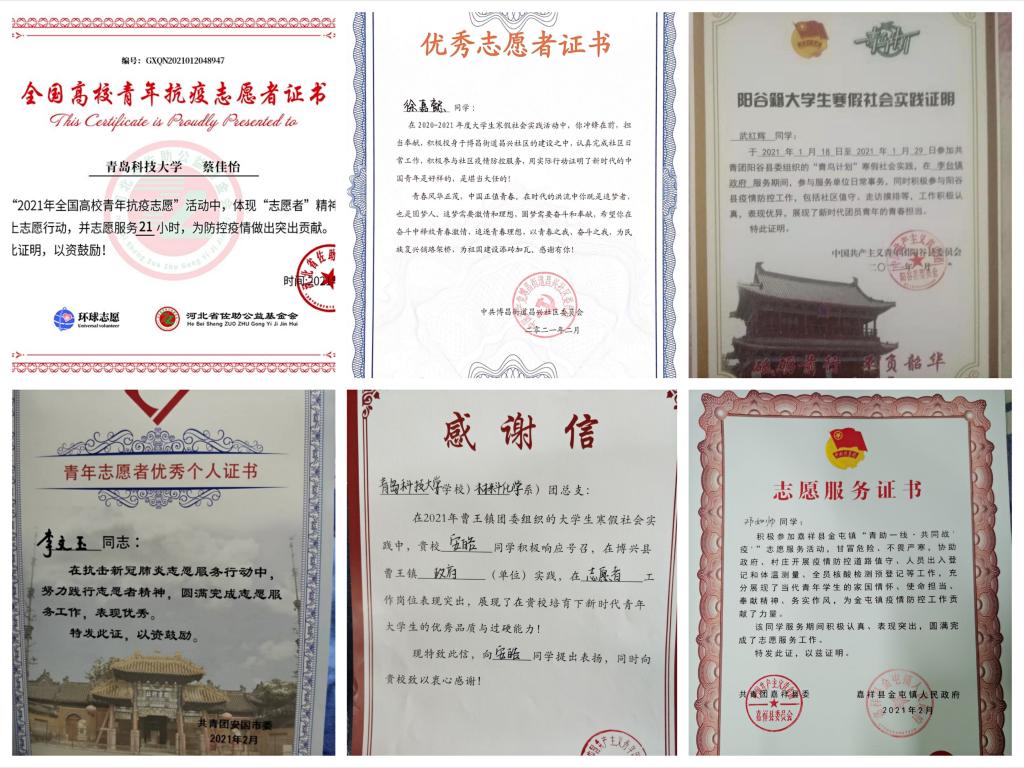 编号：GXQN2021012048947
全国高校青年抗疫志愿者证书
This Certificate is Proudly Presented to
青岛科技大学 蔡佳怡
“2021年全国高校青年抗疫志愿”活动中，体现“志愿者”精神
上志愿行动，并志愿服务21小时，为防控疫情做出突出贡献。
比证明，以资鼓励！
时间:2021
环球志愿
Universal volunteer
河北省佐助公益基金会
He Bei Sheng ZUO ZHU Gong Yi Ji Jin Hui
优秀志愿者证书
徐嘉懿 同学：
在2020-2021年度大学生寒假社会实践活动中，你冲锋在前，担
当奉献，积极投身于博昌街道昌兴社区的建设之中，认真完成社区日
常工作，积极参与社区疫情防控服务，用实际行动证明了新时代的中
国青年是好样的，是堪当大任的！
青春风华正茂，中国正值青春，在时代的洪流中你既是追梦者，
也是圆梦人，追梦需要激情和理想，圆梦需要奋斗和奉献，希望你在
奋斗中释放青春激情、追逐青春理想，以青春之我、奋斗之我，为民
族复兴铺路架桥，为祖国建设添砖加瓦，感谢有你！
中共博昌街道昌兴社区委员会
二零二一年二月
阳谷籍大学生寒假社会实践证明
武红辉 同学：
于 2021 年 1 月 18 日至 2021 年 1 月 29 日参加共
青团阳谷县委组织的“青鸟计划”寒假社会实践，在 李台镇
政府 服务期间，参与服务单位日常事务，同时积极参与阳谷
县疫情防控工作，包括社区值守、走访摸排等，工作积极认
真，表现优异，展现了新时代团员青年的青春担当。
特此证明。
中国共产主义青年团阳谷县委员会
砥砺前行 不负韶华
青年志愿者优秀个人证书
李文玉 同志：
在抗击新冠肺炎志愿服务行动中，
努力践行志愿者精神，圆满完成志愿服
务工作，表现优秀。
特发此证，以资鼓励。
共青团安国市委
2021年2月
感谢信
青岛科技大学（学校）材料化学（系）团总支：
在2021年曹王镇团委组织的大学生寒假社会实
践中，贵校 安皓 同学积极响应号召，在博兴县
曹王镇 政府 （单位）实践，在 志愿者 工
作岗位表现突出，展现了在贵校培育下新时代青年
大学生的优秀品质与过硬能力！
现特致此信，向 安皓 同学提出表扬，同时向
贵校致以衷心感谢！
志愿服务证书
同学：
积极参加嘉祥县金屯镇“青助一线·共同战‘
疫’”志愿服务活动，甘冒危险、不畏严寒，协助
政府、村庄开展疫情防控道路值守、人员出入登
记和体温测量、全员核酸检测预登记等工作，充
分展现了当代青年学生的家国情怀、使命担当、
奉献精神、务实作风，为金屯镇疫情防控工作贡
献了力量。
该同学服务期间积极认真、表现突出，圆满完
成了志愿服务工作。
特发此证，以兹证明。
共青团嘉祥县委
嘉祥县金屯镇人民政府
2021年2月